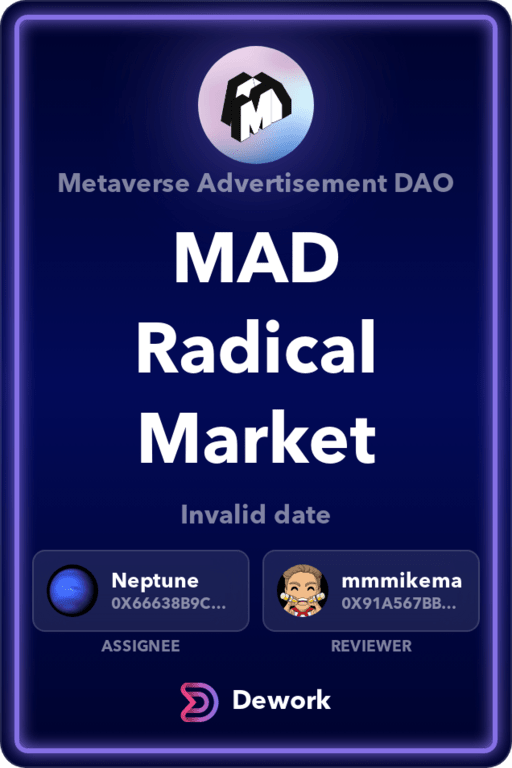 M
Metaverse Advertisement DAO
MAD
Radical
Market
Invalid date
Neptune
0X66638B9C...
mmmikema
0X91A567BB...
ASSIGNEE
REVIEWER
Dework